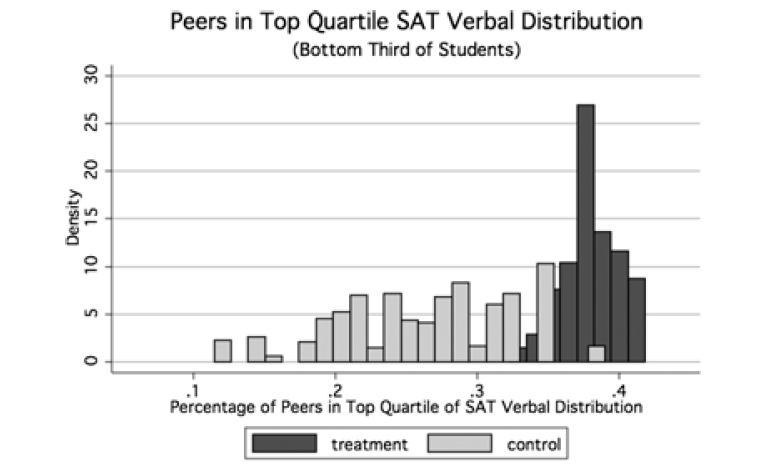 Peers in Top Quartile SAT Verbal Distribution
(Bottom Third of Students)
Density
30
25
20
15
10
5
0
.1 .2 .3 .4
Percentage of Peers in Top Quartile of SAT Verbal Distribution
treatment control